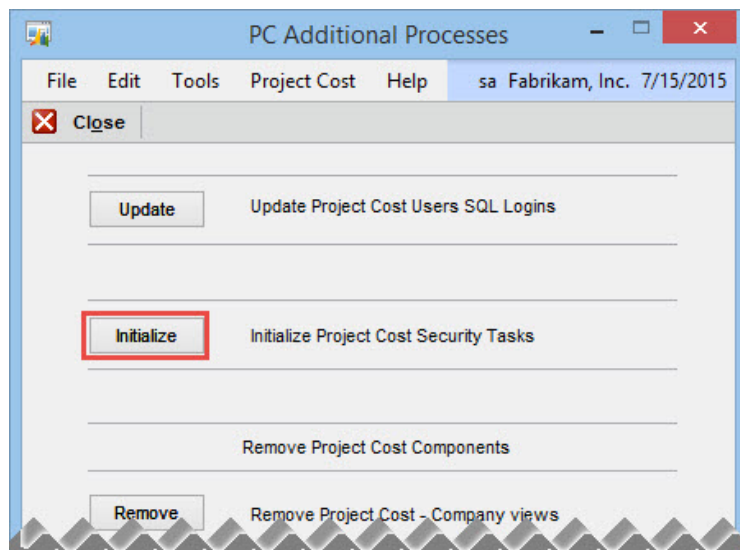 PC Additional Processes
File Edit Tools Project Cost Help sa Fabrikam, Inc. 7/15/2015
Close
Update Update Project Cost Users SQL Logins
Initialize Initialize Project Cost Security Tasks
Remove Project Cost Components
Remove Remove Project Cost - Company views